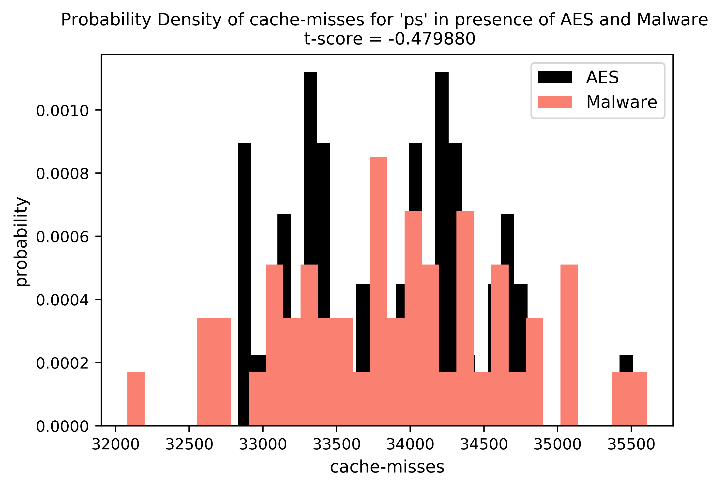 Probability Density of cache-misses for 'ps' in presence of AES and Malware
t-score = -0.479880
AES
Malware
0.0010
0.0008
0.0006
0.0004
0.0002
0.0000
probability
32000 32500 33000 33500 34000 34500 35000 35500
cache-misses